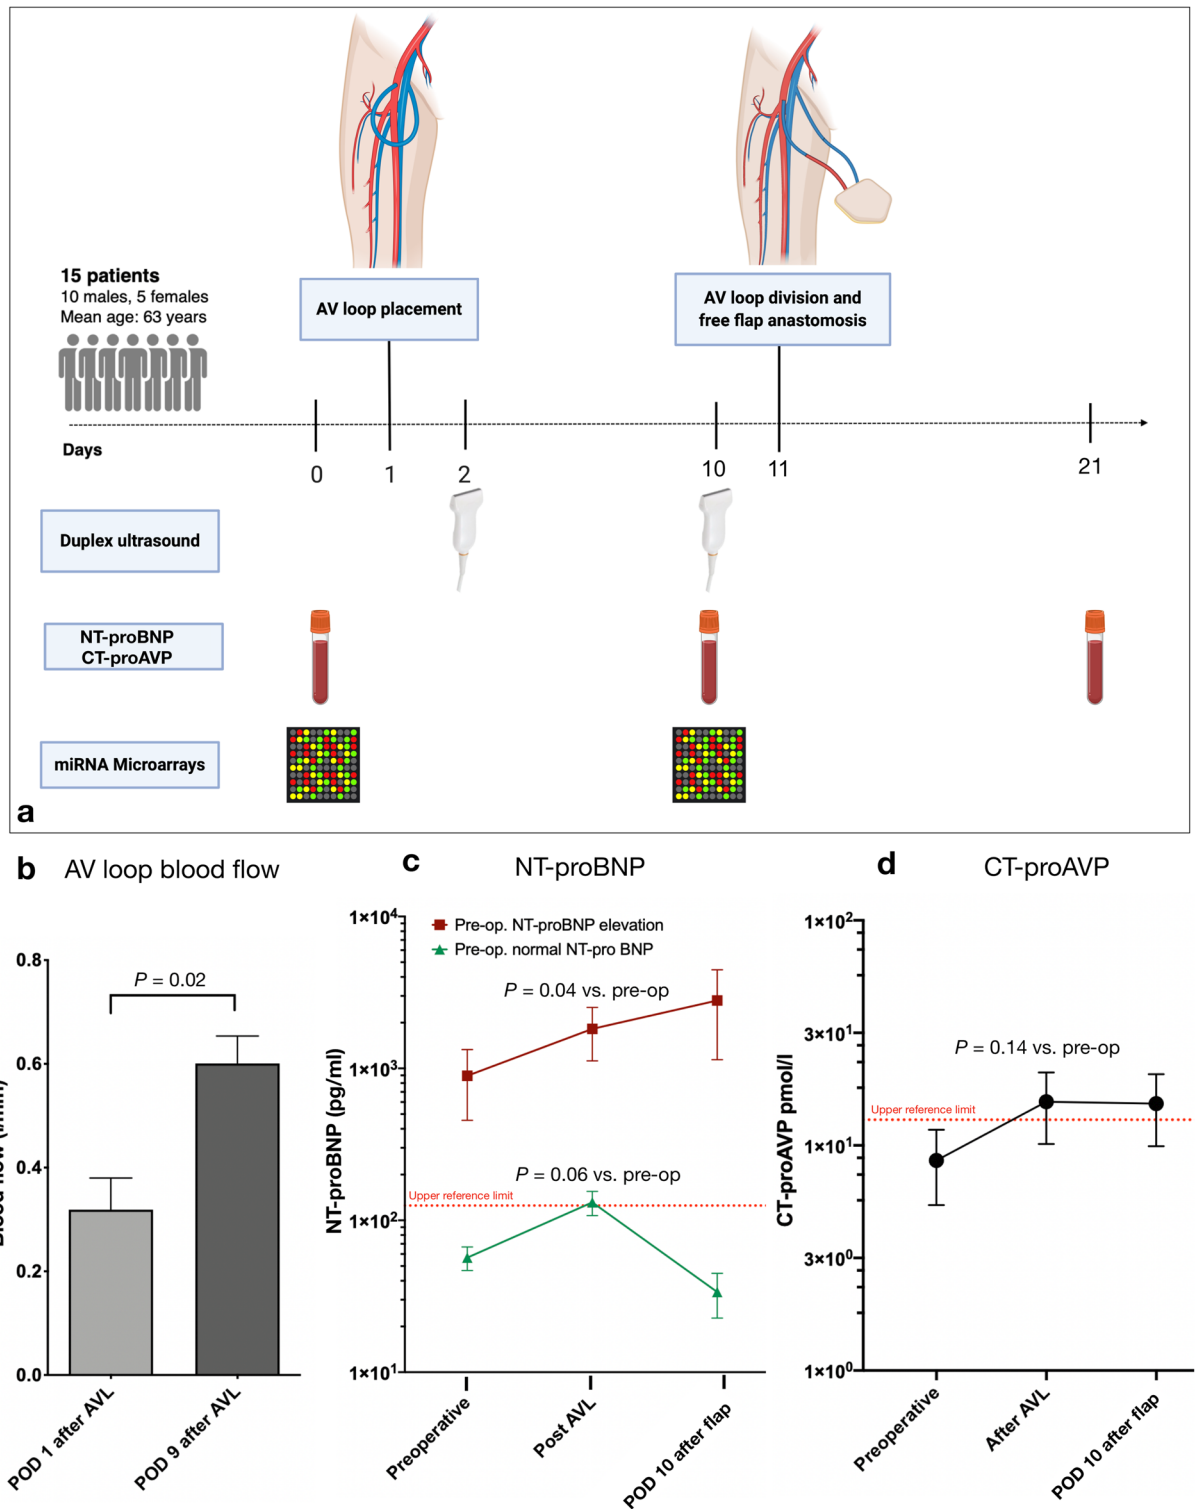 15 patients
10 males, 5 females
Mean age: 63 years
AV loop placement
AV loop division and
free flap anastomosis
Days
0
1
2
10
11
21
Duplex ultrasound
NT-proBNP
CT-proAVP
miRNA Microarrays
a
b
AV loop blood flow
0.8
0.6
0.4
0.2
0.0
P = 0.02
POD 1 after AVL
POD 9 after AVL
c
NT-proBNP
NT-proBNP (pg/ml)
1×10⁴
1×10³
1×10²
1×10¹
Pre-op. NT-proBNP elevation
Pre-op. normal NT-pro BNP
P = 0.04 vs. pre-op
P = 0.06 vs. pre-op
Upper reference limit
Preoperative
Post AVL
POD 10 after flap
d
CT-proAVP
CT-proAVP pmol/l
1×10²
3×10¹
1×10¹
3×10⁰
1×10⁰
P = 0.14 vs. pre-op
Upper reference limit
Preoperative
After AVL
POD 10 after flap